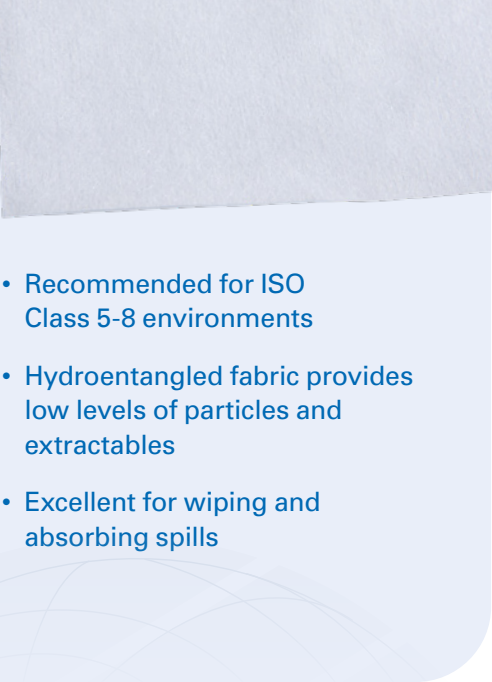 • Recommended for ISO
Class 5-8 environments
• Hydroentangled fabric provides
low levels of particles and
extractables
• Excellent for wiping and
absorbing spills